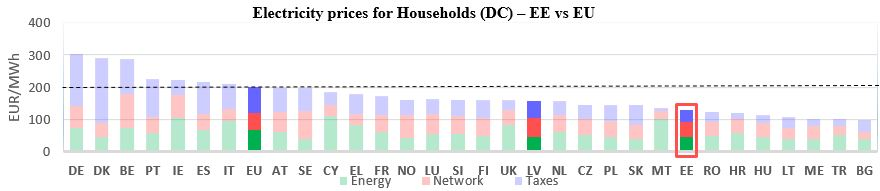 Electricity prices for Households (DC) – EE vs EU
400
300
200
100
0
EUR/MWh
DE DK BE PT IE ES IT EU AT SE CY EL FR NO LU SI FI UK LV NL CZ PL SK MT EE RO HR HU LT ME TR BG
Energy Network Taxes